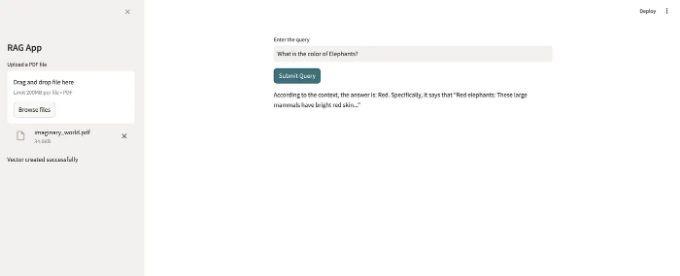 Deploy
RAG App
Upload a PDF file
Drag and drop file here
Limit 200MB per file • PDF
Browse files
imaginary_world.pdf
Vector created successfully
Enter the query
What is the color of Elephants?
Submit Query
According to the context, the answer is: Red. Specifically, it says that "Red elephants: These large
mammals have bright red skin..."